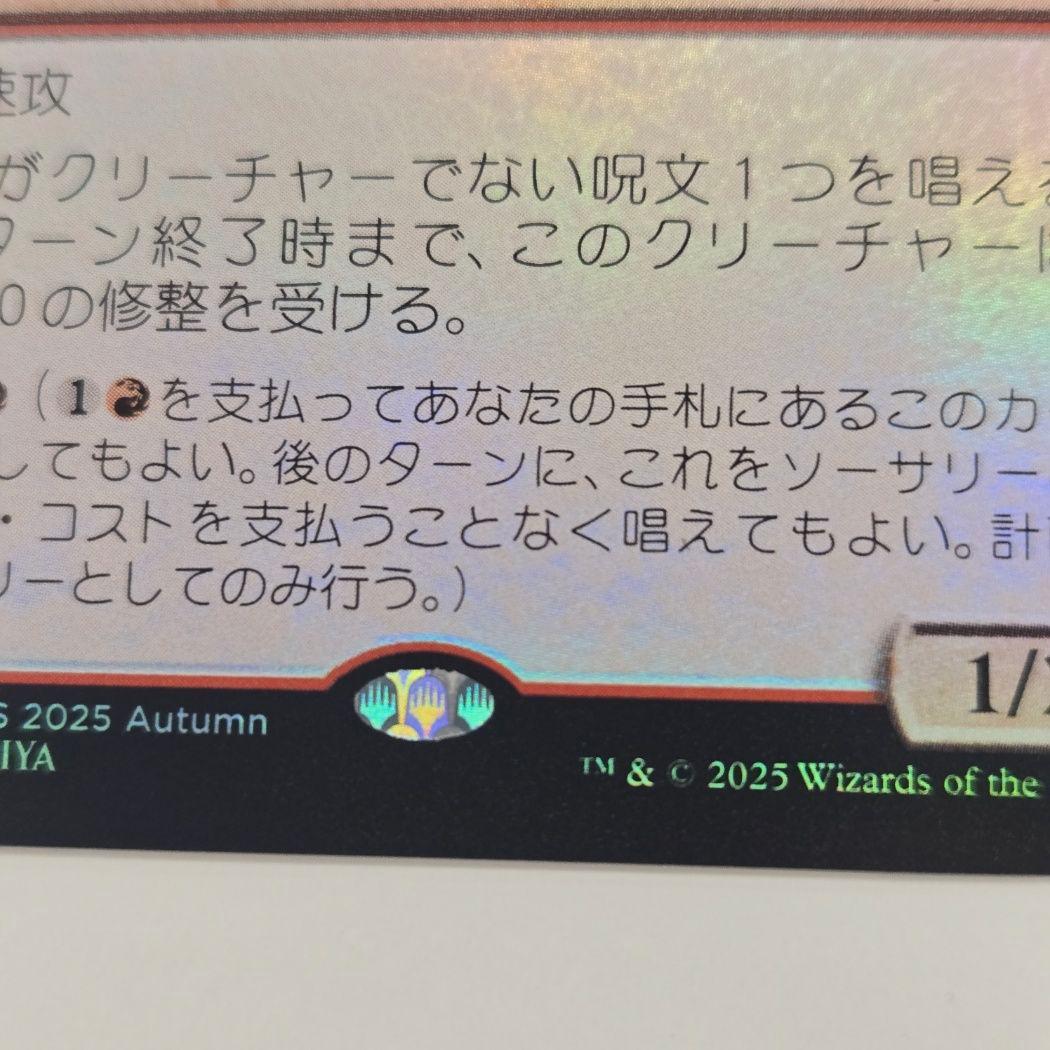 速攻
がクリーチャーでない呪文１つを唱える
ターン終了時まで、このクリーチャーは
0の修整を受ける。
(1を支払ってあなたの手札にあるこのカ
してもよい。後のターンに、これをソーサリー
・コストを支払うことなく唱えてもよい。計
リーとしてのみ行う。)
1/
S 2025 Autumn
IYA
™ & © 2025 Wizards of the